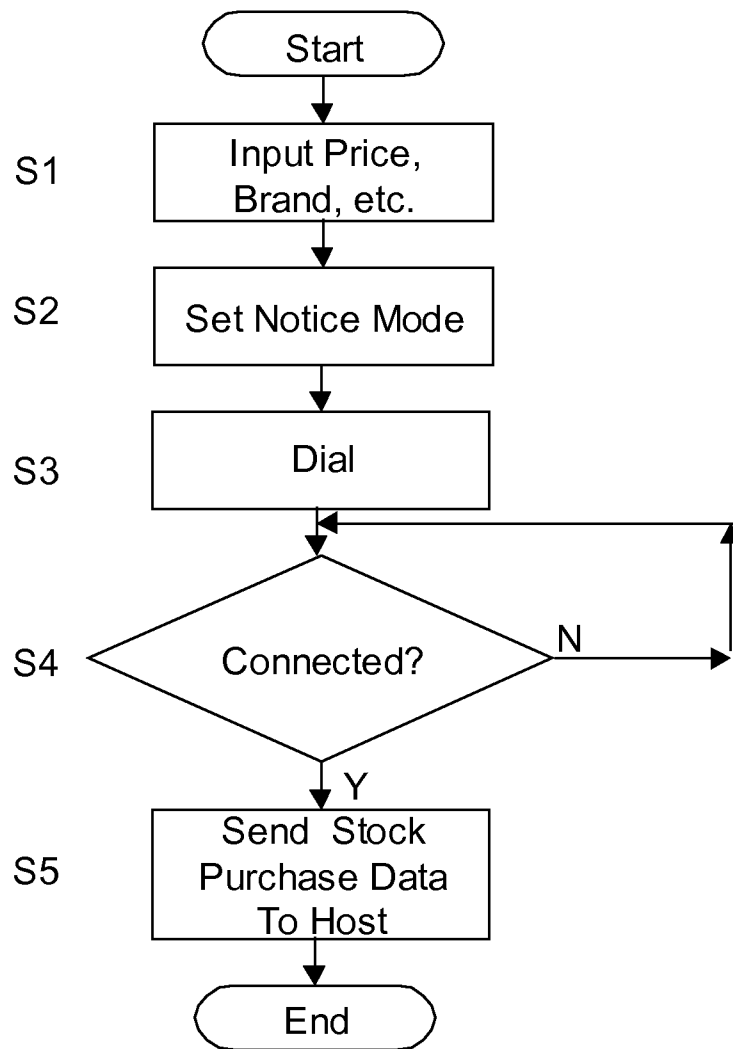 Start
S1
Input Price,
Brand, etc.
S2
Set Notice Mode
S3
Dial
S4
Connected?
N
Y
S5
Send Stock
Purchase Data
To Host
End